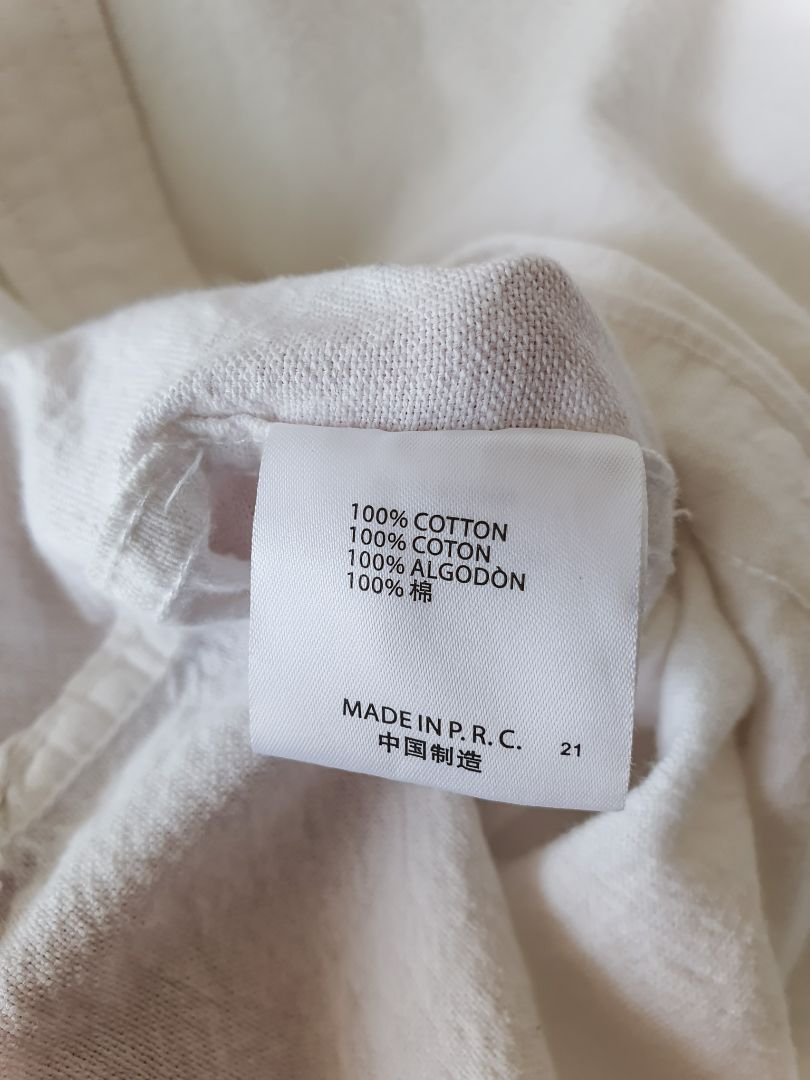 100% COTTON
100% COTON
100% ALGODÒN
100% 棉
MADE IN P. R. C. 21
中国制造